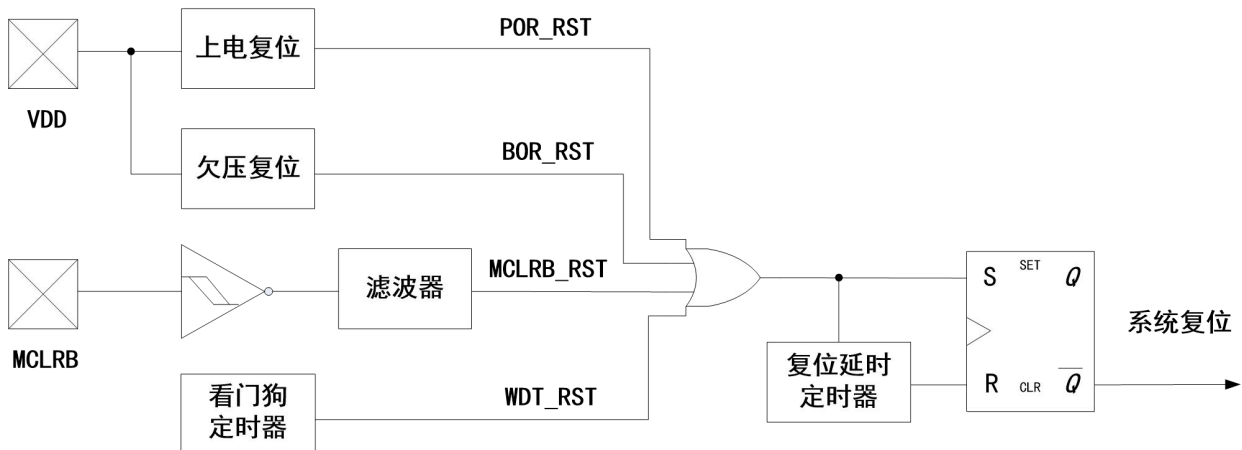 上电复位
POR_RST
VDD
欠压复位
BOR_RST
滤波器
MCLRB_RST
MCLRB
看门狗
定时器
WDT_RST
复位延时
定时器
S
SET
Q
R
CLR
Q
系统复位